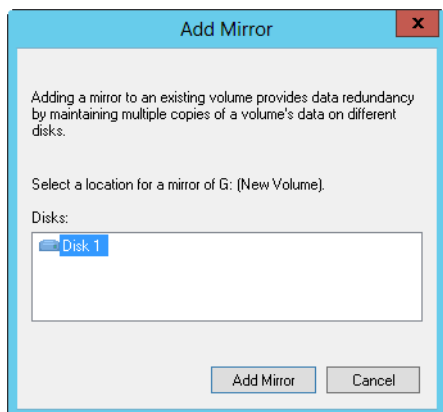 Add Mirror
x
Adding a mirror to an existing volume provides data redundancy
by maintaining multiple copies of a volume's data on different
disks.
Select a location for a mirror of G: (New Volume).
Disks:
Disk 1
Add Mirror
Cancel